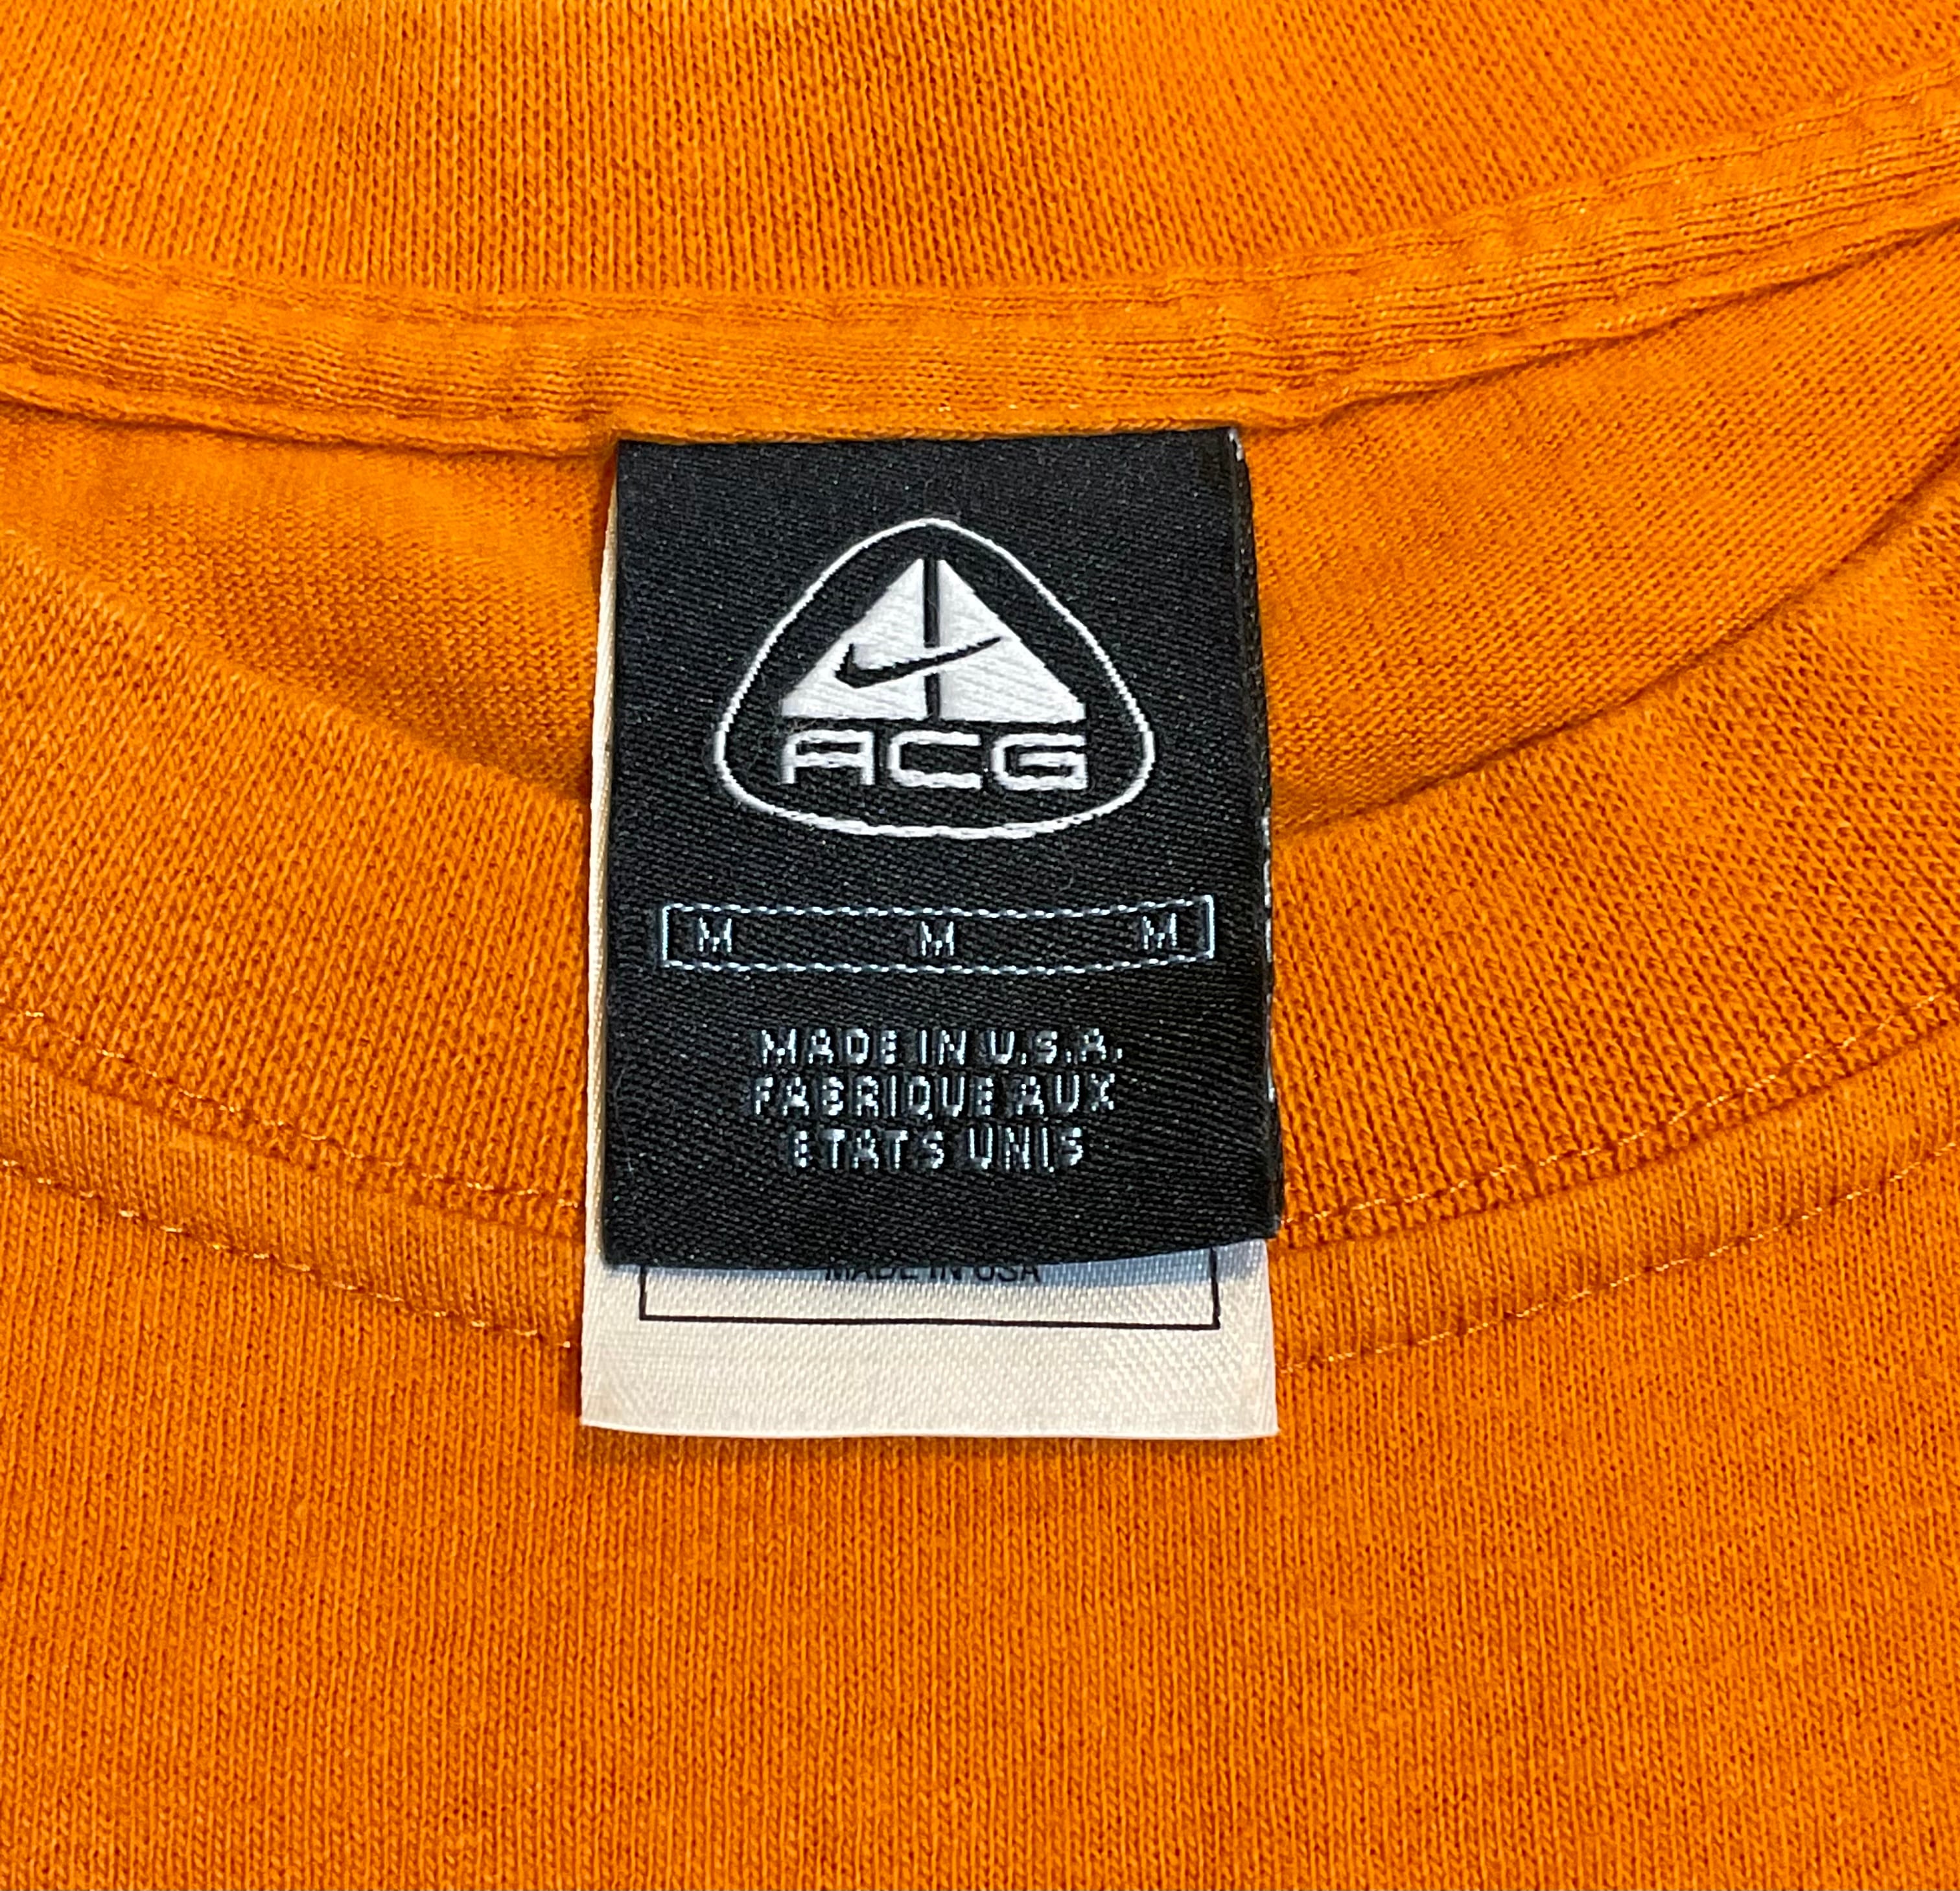 ACG
M M M
MADE IN U.S.A.
FABRIQUE AUX
ETATS UNIS
MADE IN USA